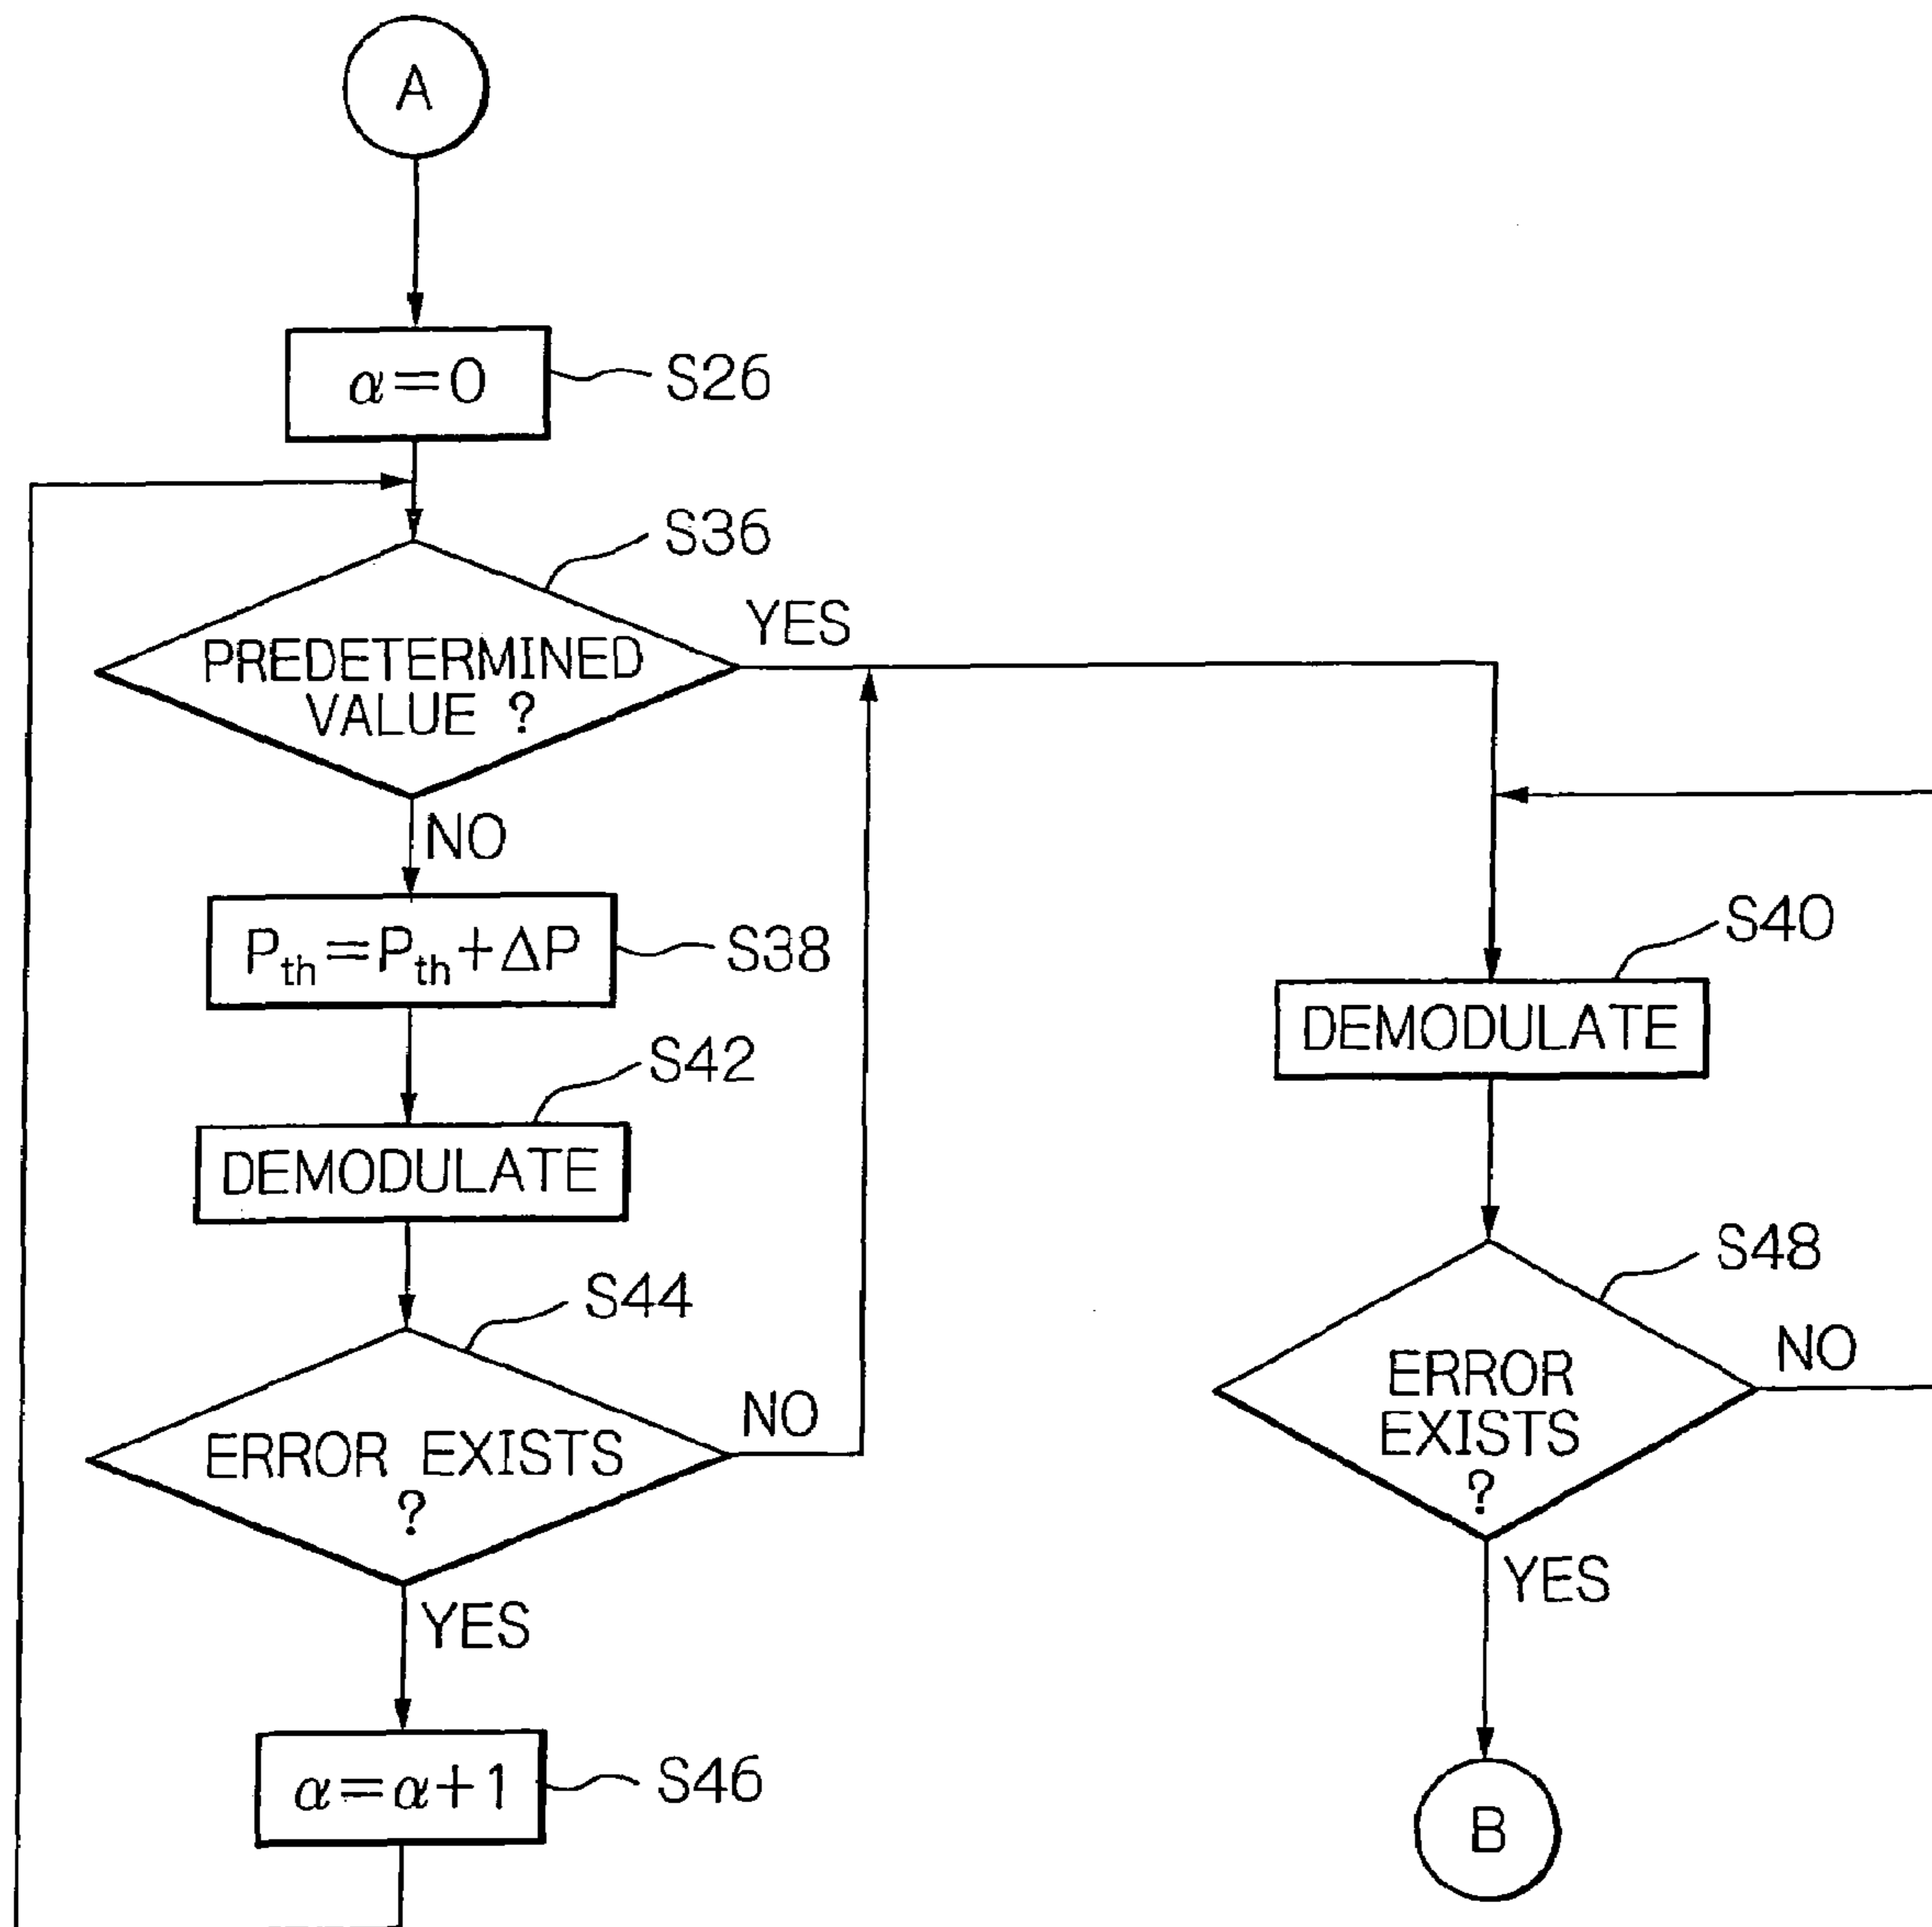 A
α=0
S26
S36
PREDETERMINED
VALUE ?
YES
NO
Pth=Pth+ΔP
S38
S42
DEMODULATE
S44
ERROR EXISTS
?
NO
YES
α=α+1
S46
S40
DEMODULATE
S48
ERROR
EXISTS
?
NO
YES
B